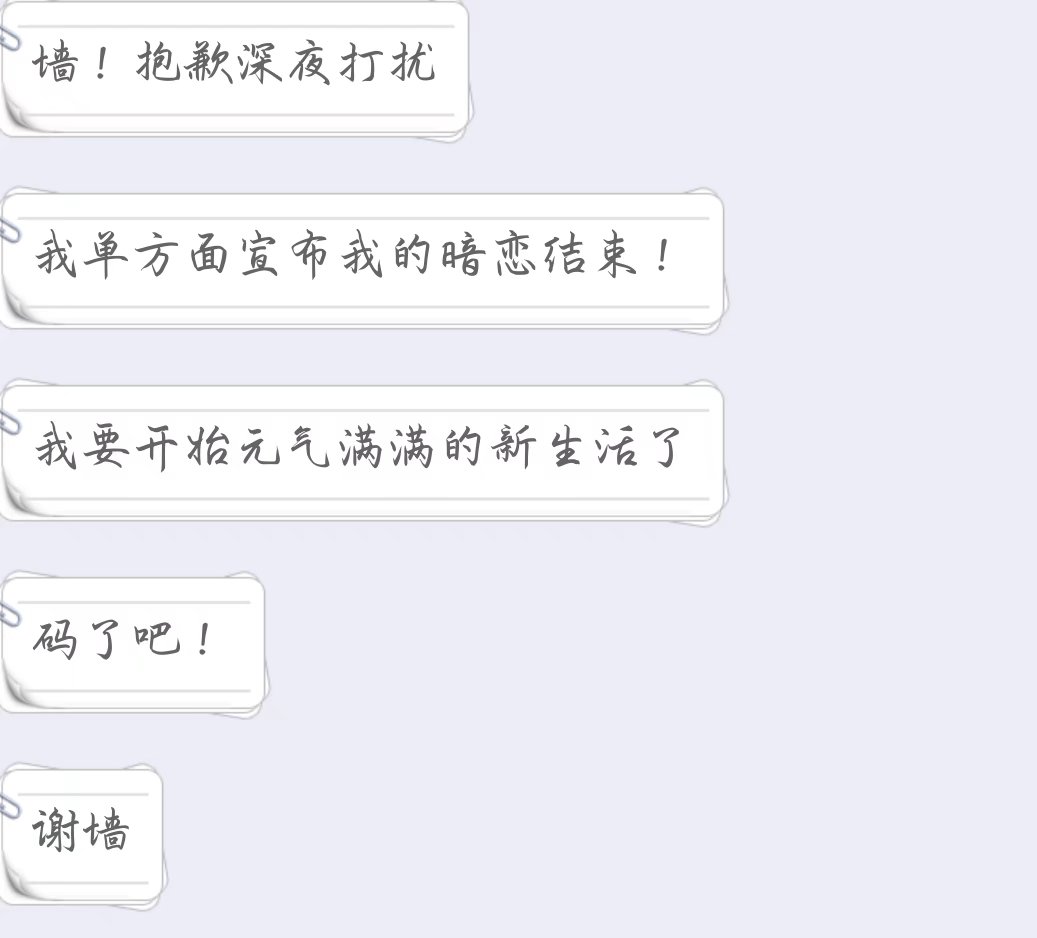 墙！抱歉深夜打扰
我单方面宣布我的暗恋结束！
我要开始元气满满的新生活了
码了吧！
谢墙